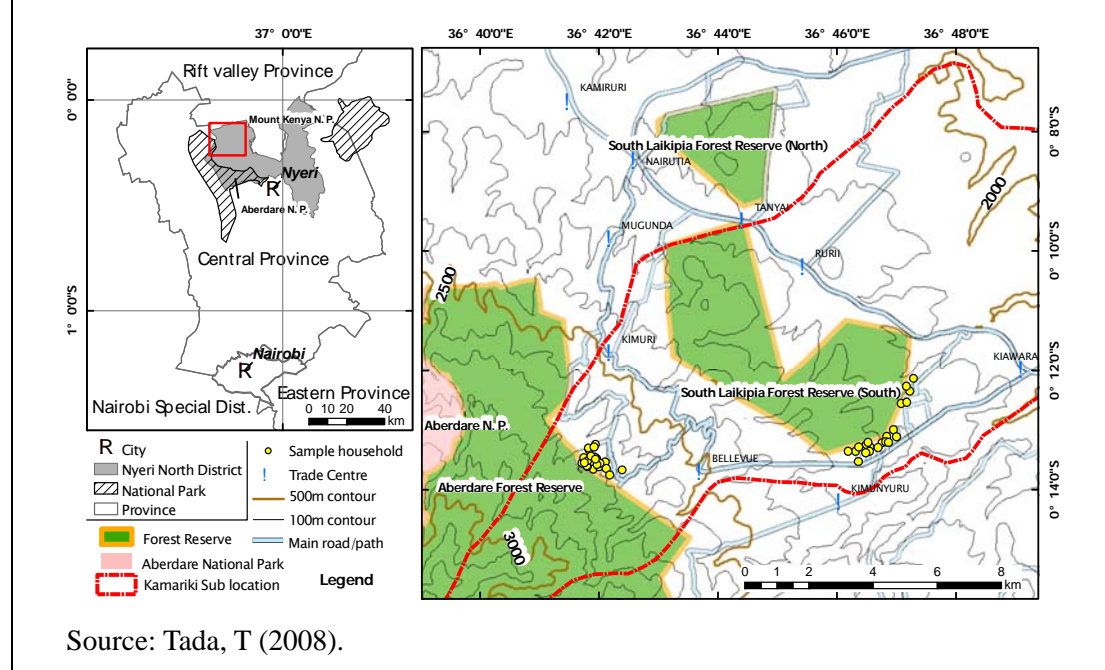 37° 0'0"E
Rift valley Province
0° 0'0"
Mount Kenya N. P.
Nyeri
R
Aberdare N. P.
Central Province
1° 0'0"S
Nairobi
R
Eastern Province
Nairobi Special Dist.
0 10 20 40
km
R City
Nyeri North District
National Park
Province
Forest Reserve
Aberdare National Park
Kamariki Sub location
Sample household
! Trade Centre
500m contour
100m contour
Main road/path
Legend
36° 40'0"E 36° 42'0"E 36° 44'0"E 36° 46'0"E 36° 48'0"E
KAMIRURI
!
0° 8'S
South Laikipia Forest Reserve (North)
NAIRUTIA
!
2000
TANYAI
!
MUGUNDA
!
0° 10'S
RURII
!
2500
KIMURI
!
KIAWARA
!
0° 12'S
South Laikipia Forest Reserve (South)
Aberdare N. P.
BELLEVUE
!
Aberdare Forest Reserve
KIMUNYURU
!
0° 14'S
3000
0 1 2 4 6 8
km
Source: Tada, T (2008).